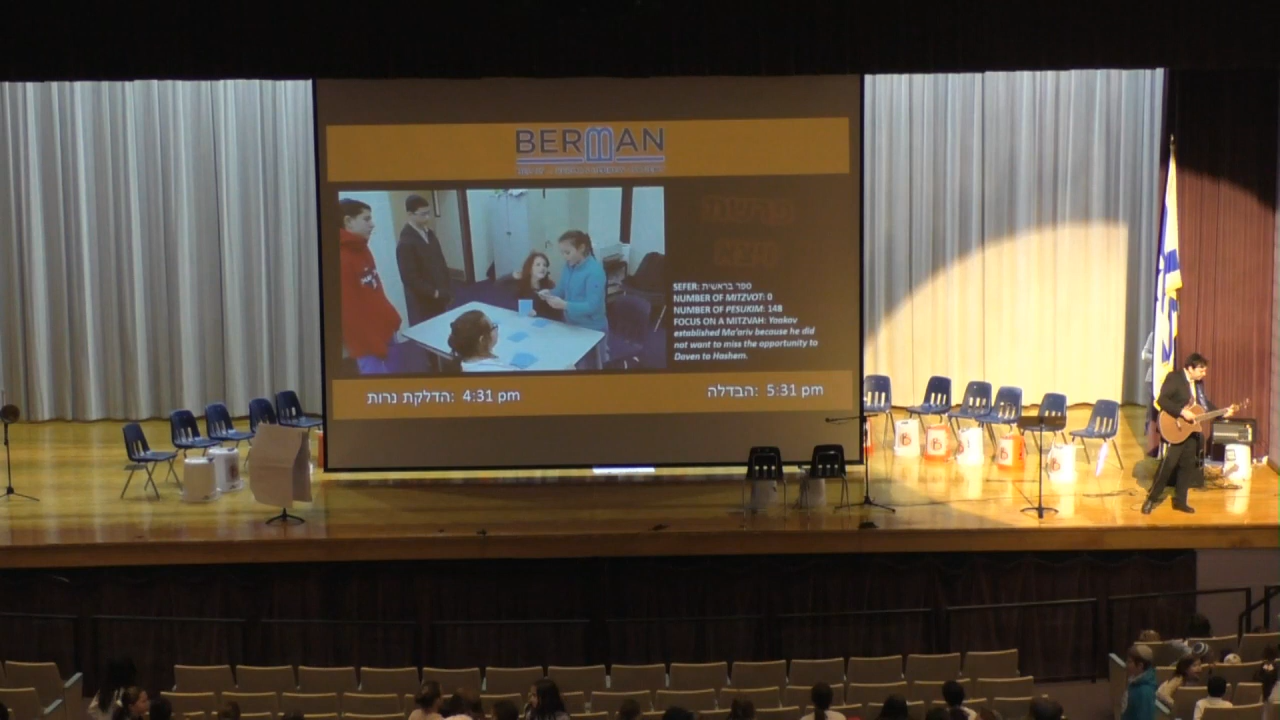 BERMAN
SEFER: ספר בראשית
NUMBER OF MITZVOT: 0
NUMBER OF PESUKIM: 148
FOCUS ON A MITZVAH: Yaakov
established Ma'ariv because he did
not want to miss the opportunity to
Daven to Hashem.
הדלקת נרות: 4:31 pm
הבדלה: 5:31 pm